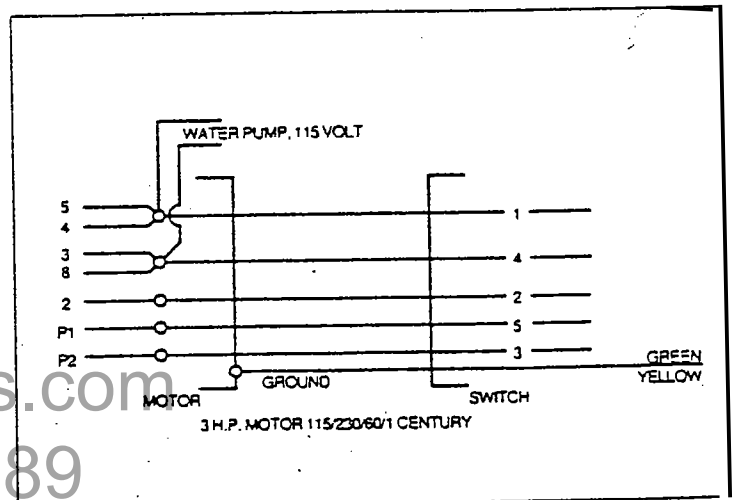 WATER PUMP, 115 VOLT
5
4
1
3
8
4
2
2
P1
5
P2
3
GREEN
YELLOW
GROUND
MOTOR
SWITCH
3 H.P. MOTOR 115/230/60/1 CENTURY
s.com
89